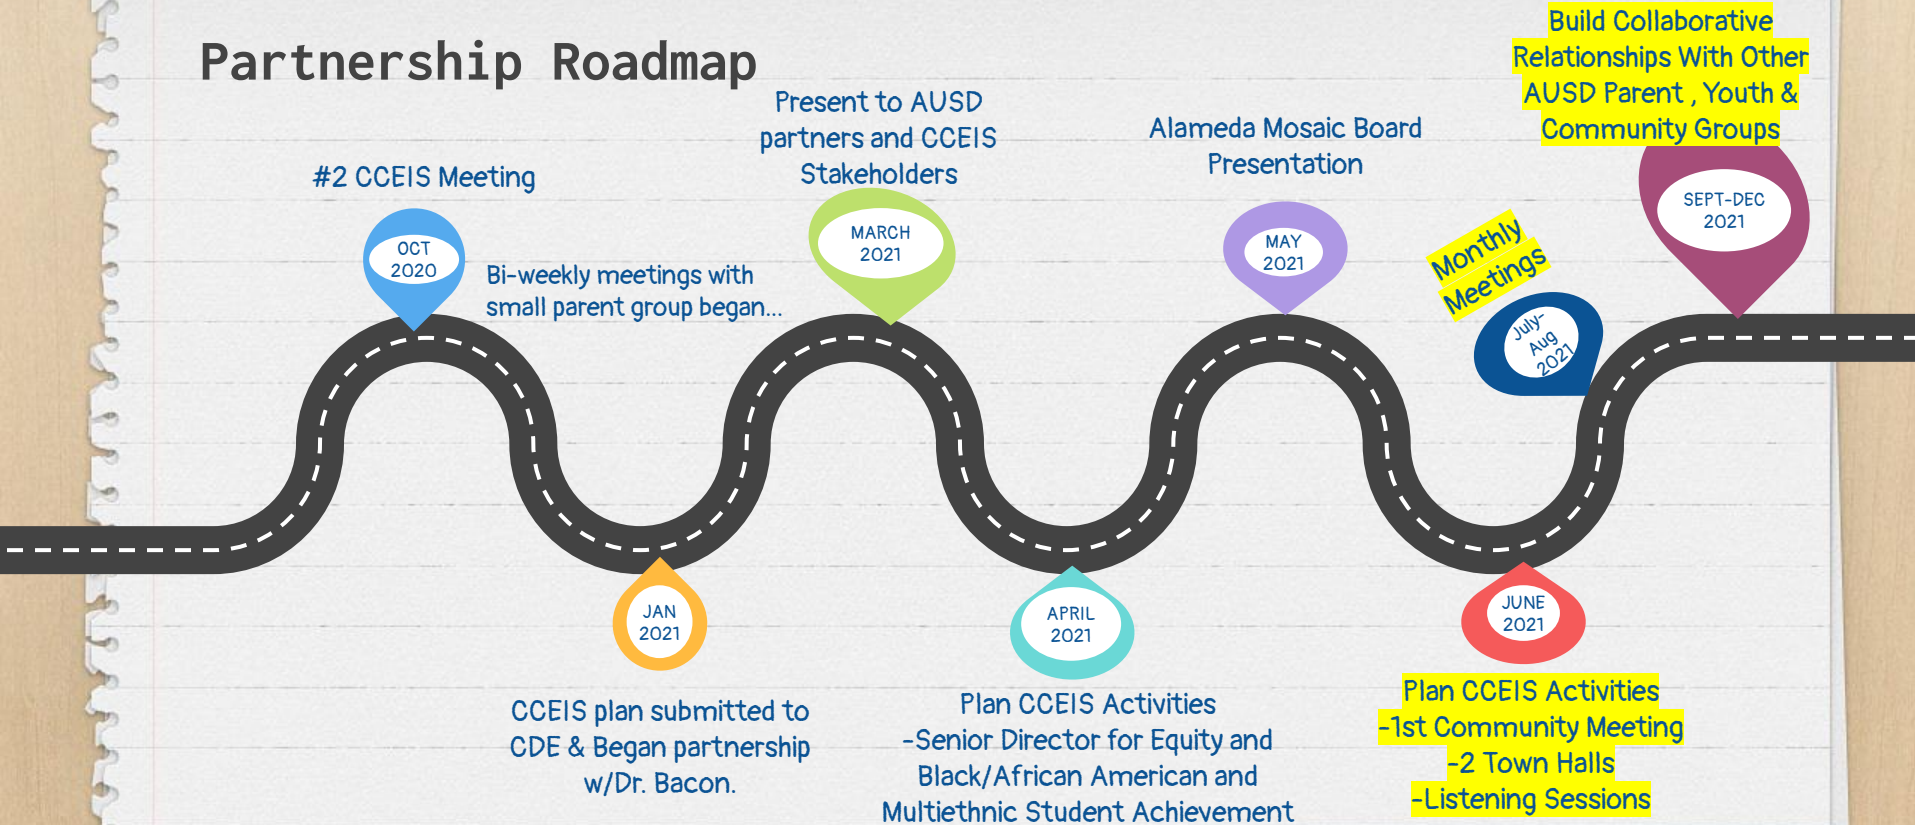 Partnership Roadmap
#2 CCEIS Meeting
OCT
2020
Bi-weekly meetings with
small parent group began...
JAN
2021
CCEIS plan submitted to
CDE & Began partnership
w/Dr. Bacon.
Present to AUSD
partners and CCEIS
Stakeholders
MARCH
2021
APRIL
2021
Plan CCEIS Activities
-Senior Director for Equity and
Black/African American and
Multiethnic Student Achievement
Alameda Mosaic Board
Presentation
MAY
2021
JUNE
2021
Plan CCEIS Activities
-1st Community Meeting
-2 Town Halls
-Listening Sessions
Monthly
Meetings
July-
Aug
2021
Build Collaborative
Relationships With Other
AUSD Parent , Youth &
Community Groups
SEPT-DEC
2021